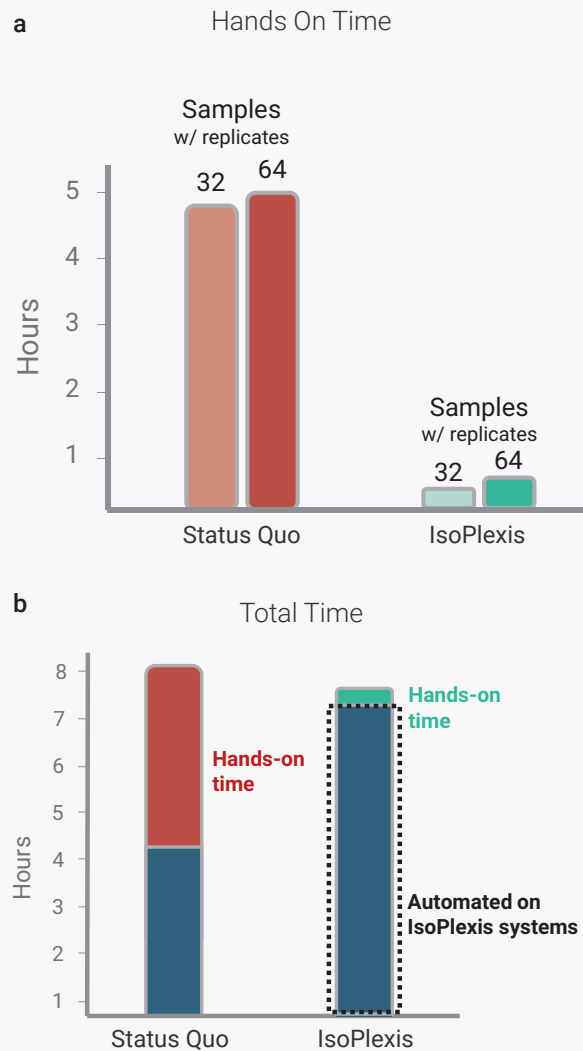 a
Hands On Time
Samples
w/ replicates
32 64
5
4
3
2
1
Hours
Samples
w/ replicates
32 64
Status Quo IsoPlexis
b
Total Time
8
7
6
5
4
3
2
1
Hours
Hands-on
time
Hands-on
time
Automated on
IsoPlexis systems
Status Quo IsoPlexis